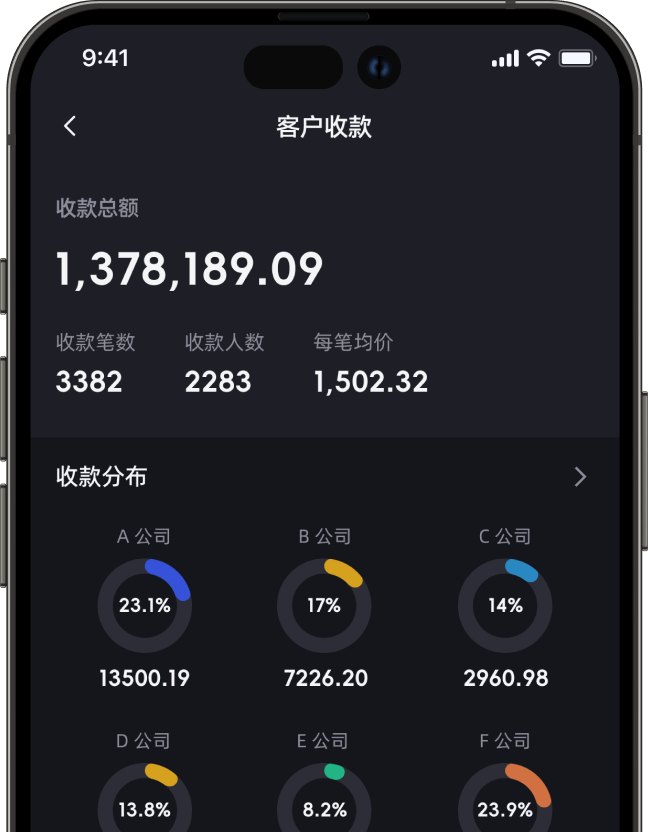 9:41
客户收款
收款总额
1,378,189.09
收款笔数 收款人数 每笔均价
3382 2283 1,502.32
收款分布
A 公司 B 公司 C 公司
23.1% 17% 14%
13500.19 7226.20 2960.98
D 公司 E 公司 F 公司
13.8% 8.2% 23.9%